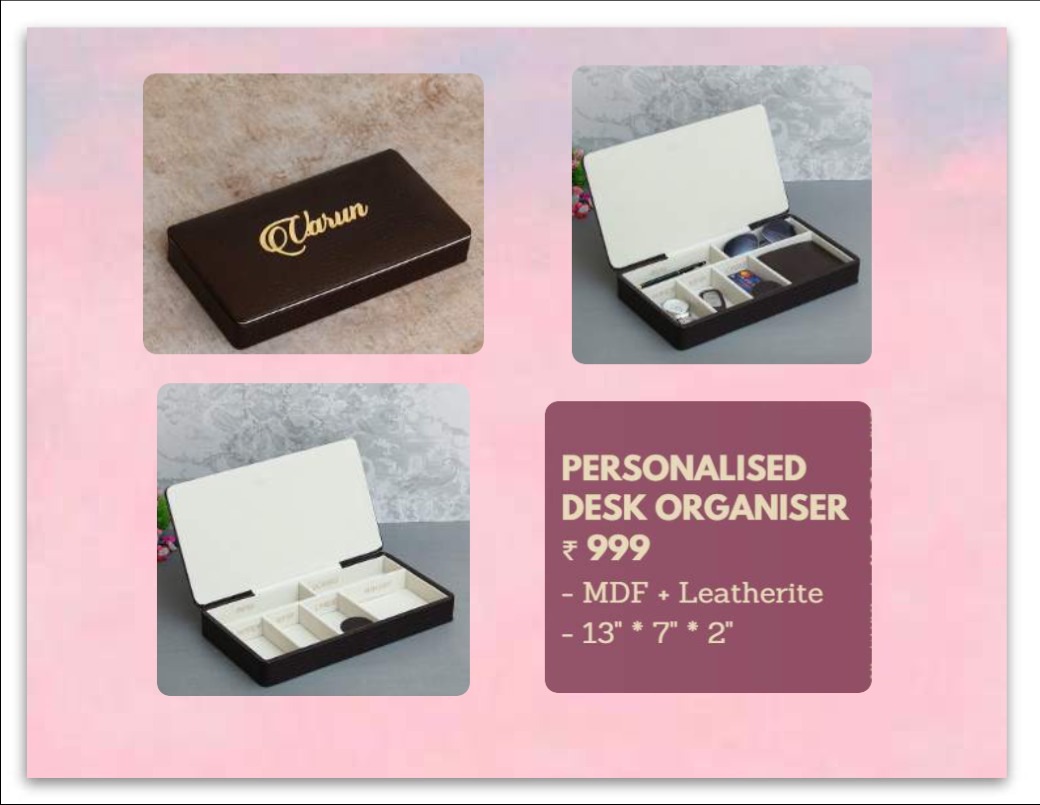 Varun
PERSONALISED
DESK ORGANISER
₹ 999
- MDF + Leatherite
- 13" * 7" * 2"